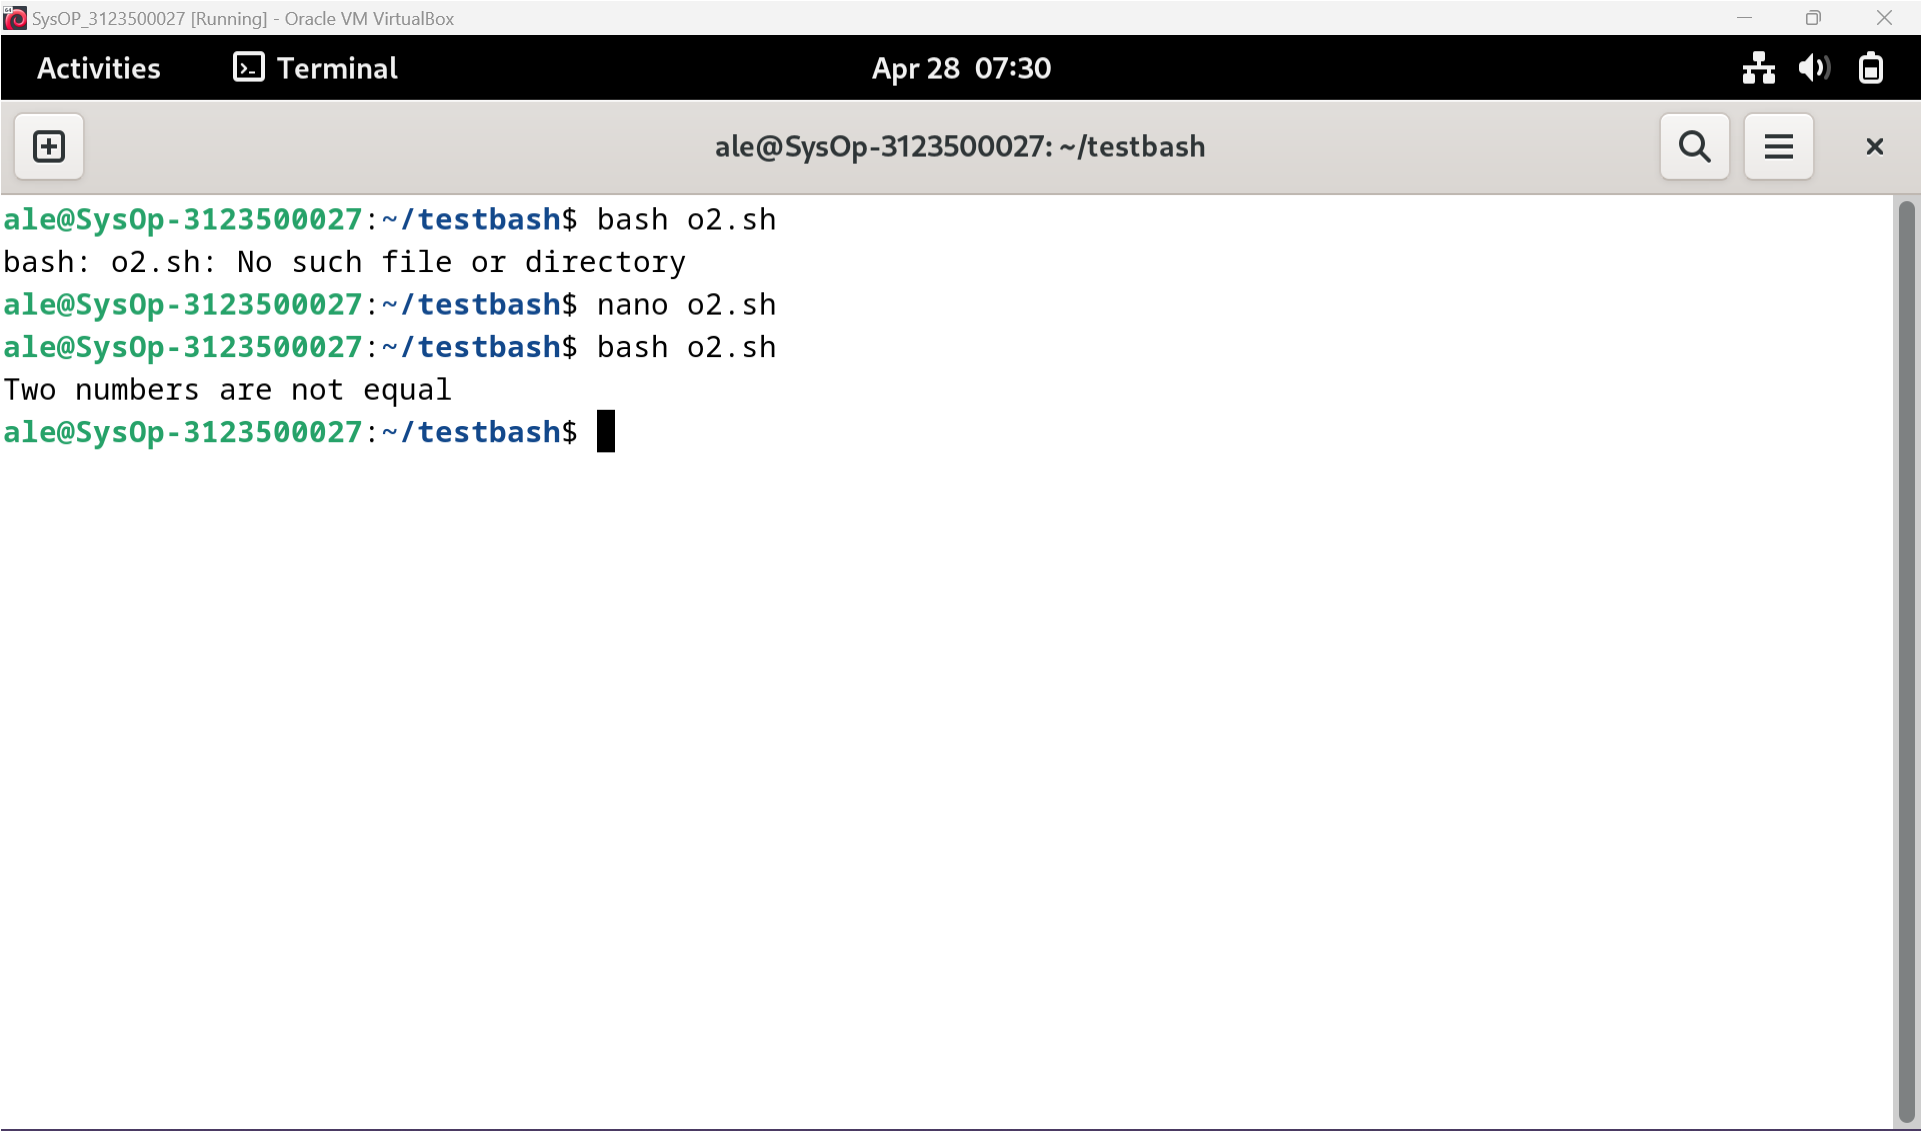 SysOP_3123500027 [Running] - Oracle VM VirtualBox
Activities Terminal Apr 28 07:30
ale@SysOp-3123500027: ~/testbash
ale@SysOp-3123500027:~/testbash$ bash o2.sh
bash: o2.sh: No such file or directory
ale@SysOp-3123500027:~/testbash$ nano o2.sh
ale@SysOp-3123500027:~/testbash$ bash o2.sh
Two numbers are not equal
ale@SysOp-3123500027:~/testbash$